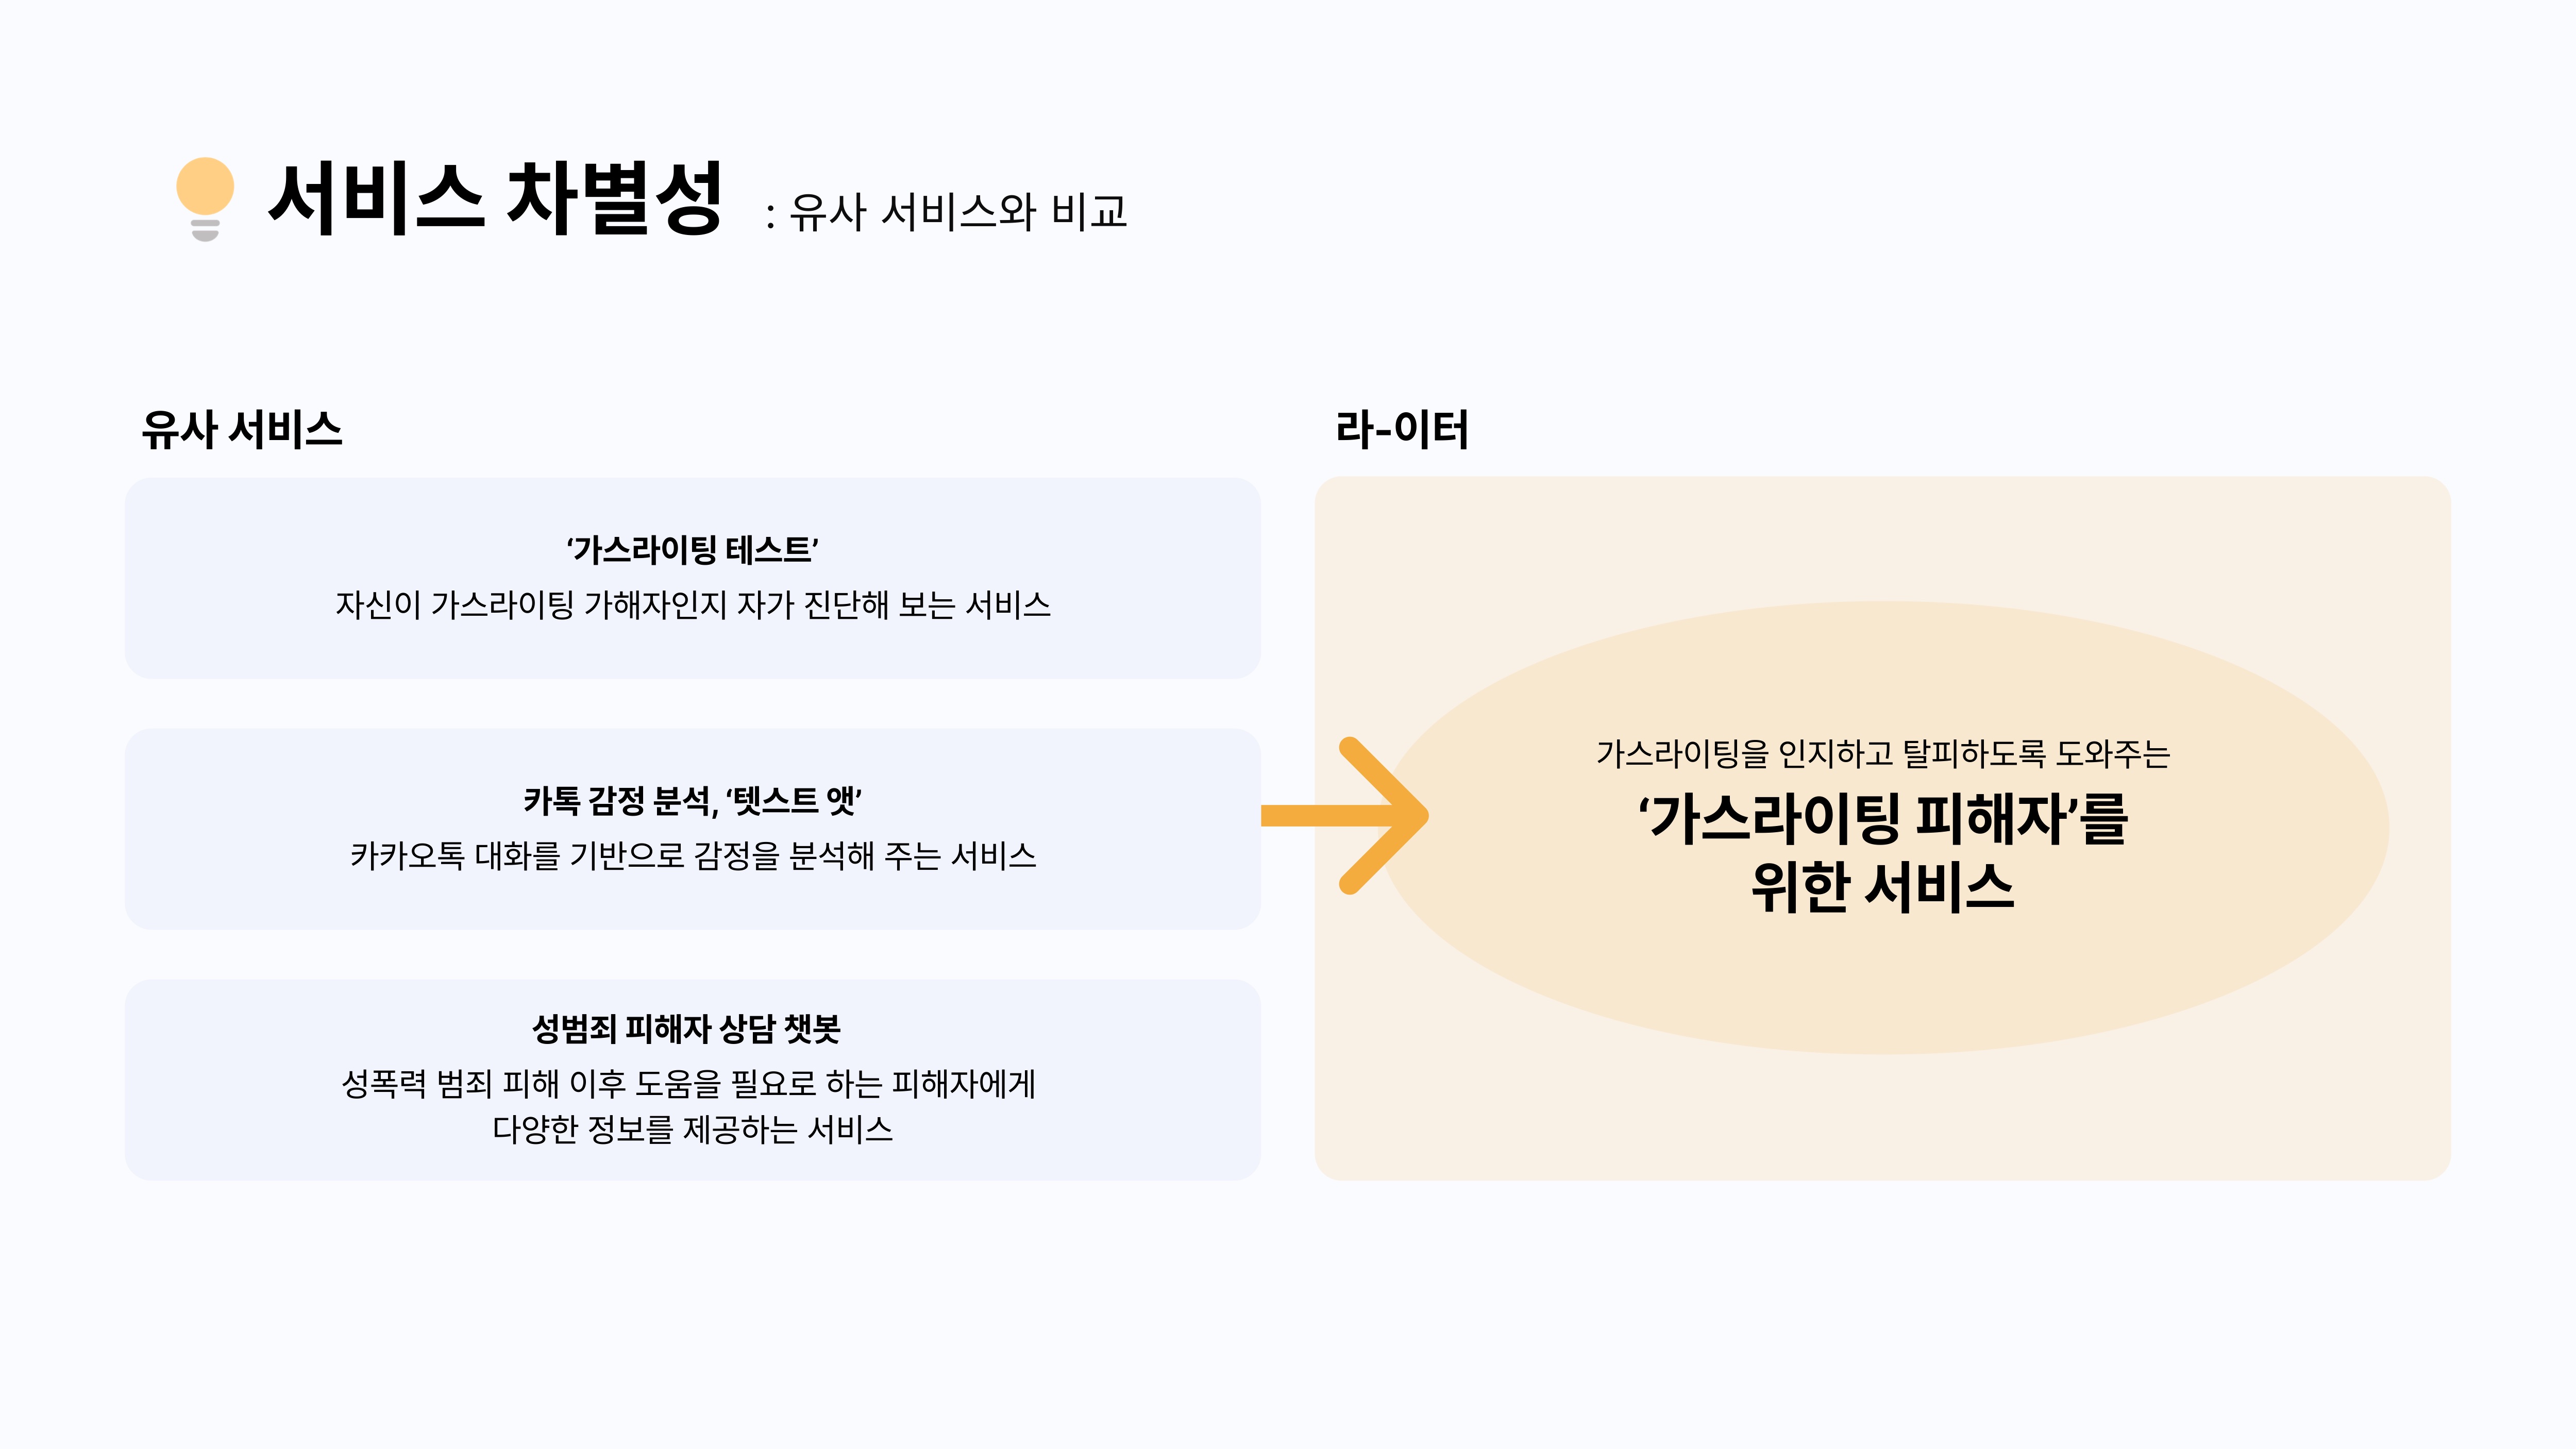 서비스 차별성 : 유사 서비스와 비교
유사 서비스
‘가스라이팅 테스트’
자신이 가스라이팅 가해자인지 자가 진단해 보는 서비스
카톡 감정 분석, ‘텟스트 앳’
카카오톡 대화를 기반으로 감정을 분석해 주는 서비스
성범죄 피해자 상담 챗봇
성폭력 범죄 피해 이후 도움을 필요로 하는 피해자에게
다양한 정보를 제공하는 서비스
라-이터
가스라이팅을 인지하고 탈피하도록 도와주는
‘가스라이팅 피해자’를
위한 서비스